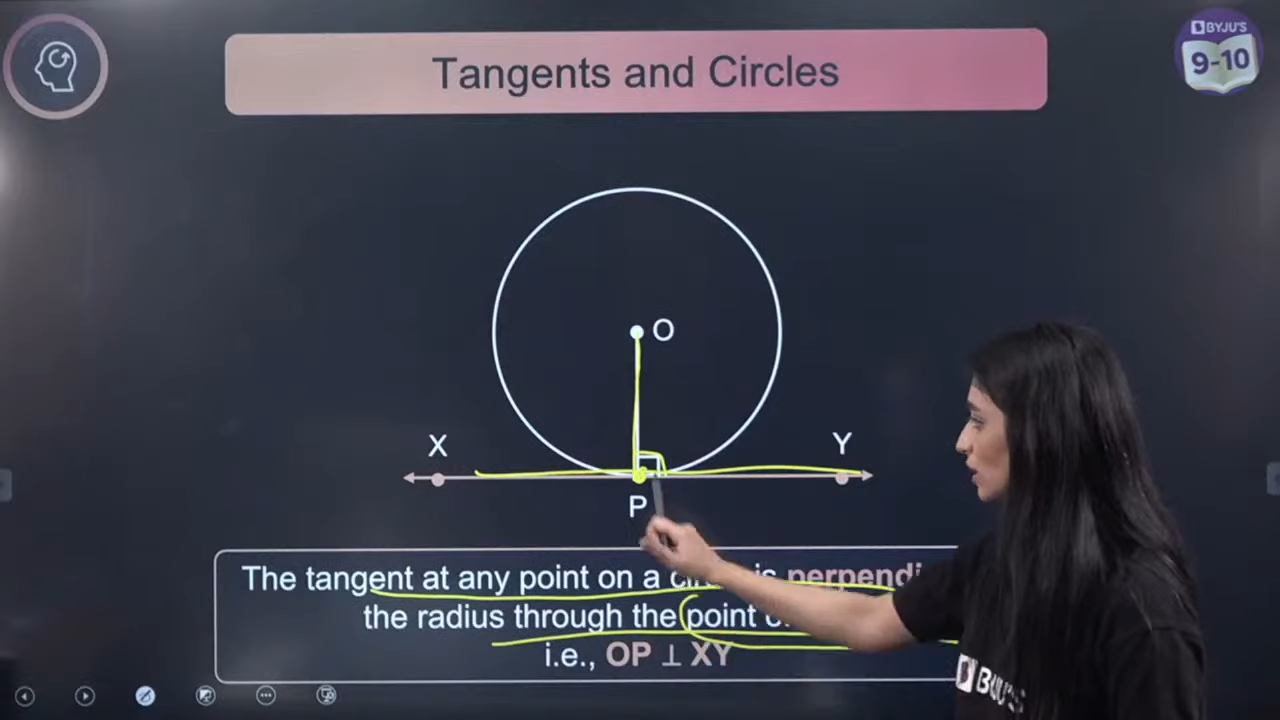 Tangents and Circles
BYJU'S
9-10
O
X
Y
P
The tangent at any point on a is
the radius through the point
i.e., OP ⊥ XY